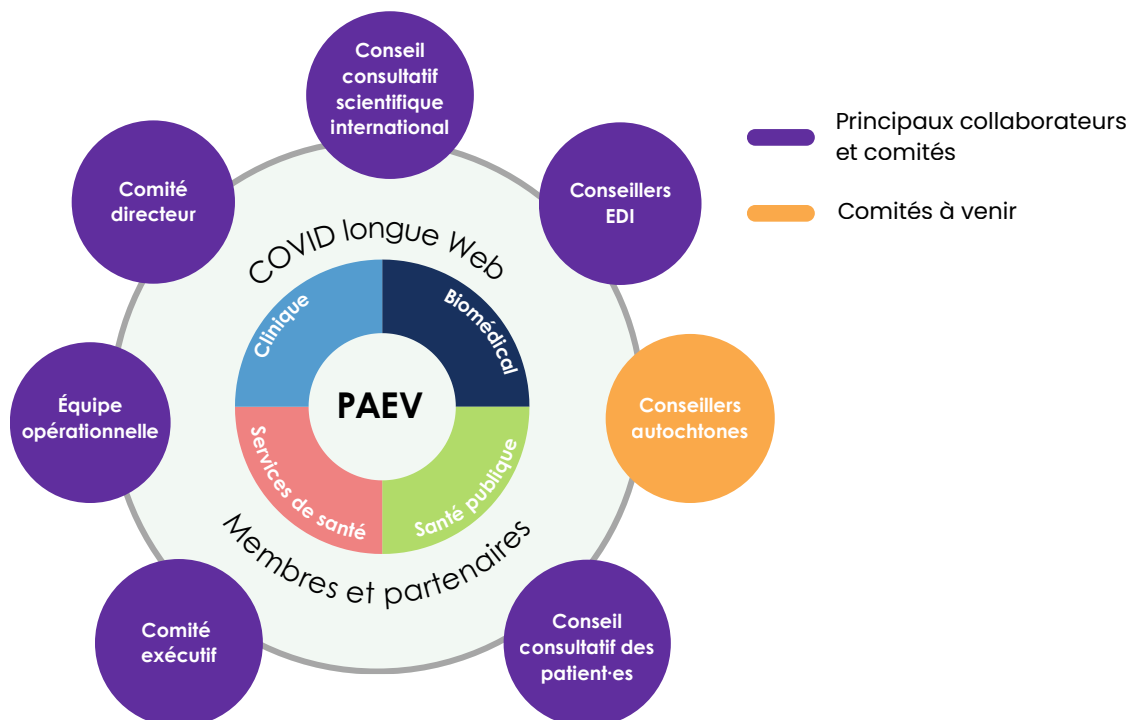 Conseil
consultatif
scientifique
international
Principaux collaborateurs
et comités
Comités à venir
Comité
directeur
Conseillers
EDI
COVID longue Web
Clinique
Biomédical
PAEV
Services de santé
Santé publique
Membres et partenaires
Équipe
opérationnelle
Conseillers
autochtones
Comité
exécutif
Conseil
consultatif des
patient·es